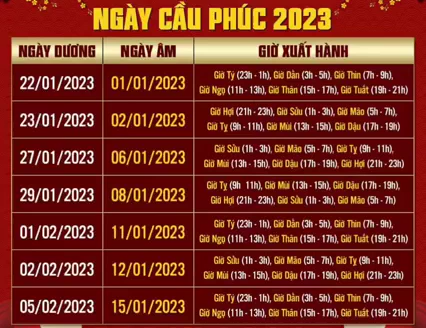 NGÀY CẦU PHÚC 2023
NGÀY DƯƠNG NGÀY ÂM GIỜ XUẤT HÀNH
22/01/2023 01/01/2023 Giờ Tý (23h - 1h), Giờ Dần (3h - 5h), Giờ Thìn (7h - 9h),
Giờ Ngọ (11h - 13h), Giờ Thân (15h - 17h), Giờ Tuất (19h - 21h)
23/01/2023 02/01/2023 Giờ Hợi (21h - 23h), Giờ Sửu (1h - 3h), Giờ Mão (5h - 7h),
Giờ Tỵ (9h - 11h), Giờ Mùi (13h - 15h), Giờ Dậu (17h - 19h)
27/01/2023 06/01/2023 Giờ Sửu (1h - 3h), Giờ Mão (5h - 7h), Giờ Tỵ (9h - 11h),
Giờ Mùi (13h - 15h), Giờ Dậu (17h - 19h), Giờ Hợi (21h - 23h)
29/01/2023 08/01/2023 Giờ Tỵ (9h 11h), Giờ Mùi (13h - 15h), Giờ Dậu (17h - 19h),
Giờ Hợi (21h - 23h), Giờ Sửu (1h - 3h), Giờ Mão (5h - 7h)
01/02/2023 11/01/2023 Giờ Tý (23h - 1h), Giờ Dần (3h - 5h), Giờ Thìn (7h - 9h),
Giờ Ngọ (11h - 13h), Giờ Thân (15h - 17h), Giờ Tuất (19h - 21h)
02/02/2023 12/01/2023 Giờ Sửu (1h - 3h), Giờ Mão (5h - 7h), Giờ Tỵ (9h - 11h),
Giờ Mùi (13h - 15h), Giờ Dậu (17h - 19h), Giờ Hợi (21h - 23h)
05/02/2023 15/01/2023 Giờ Tý (23h - 1h), Giờ Dần (3h - 5h), Giờ Thìn (7h - 9h),
Giờ Ngọ (11h - 13h), Giờ Thân (15h - 17h), Giờ Tuất (19h - 21h)